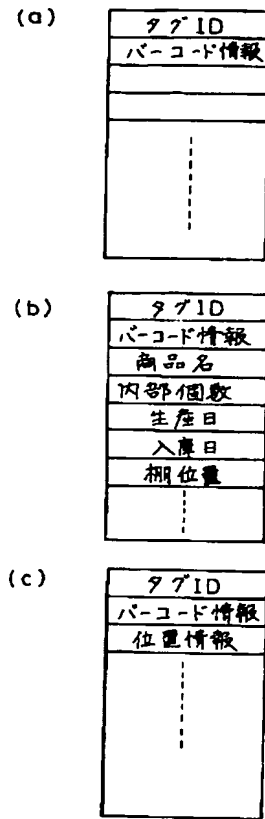 (a)
タグID
バーコード情報
(b)
タグID
バーコード情報
商品名
内部個数
生産日
入庫日
棚位置
(c)
タグID
バーコード情報
位置情報